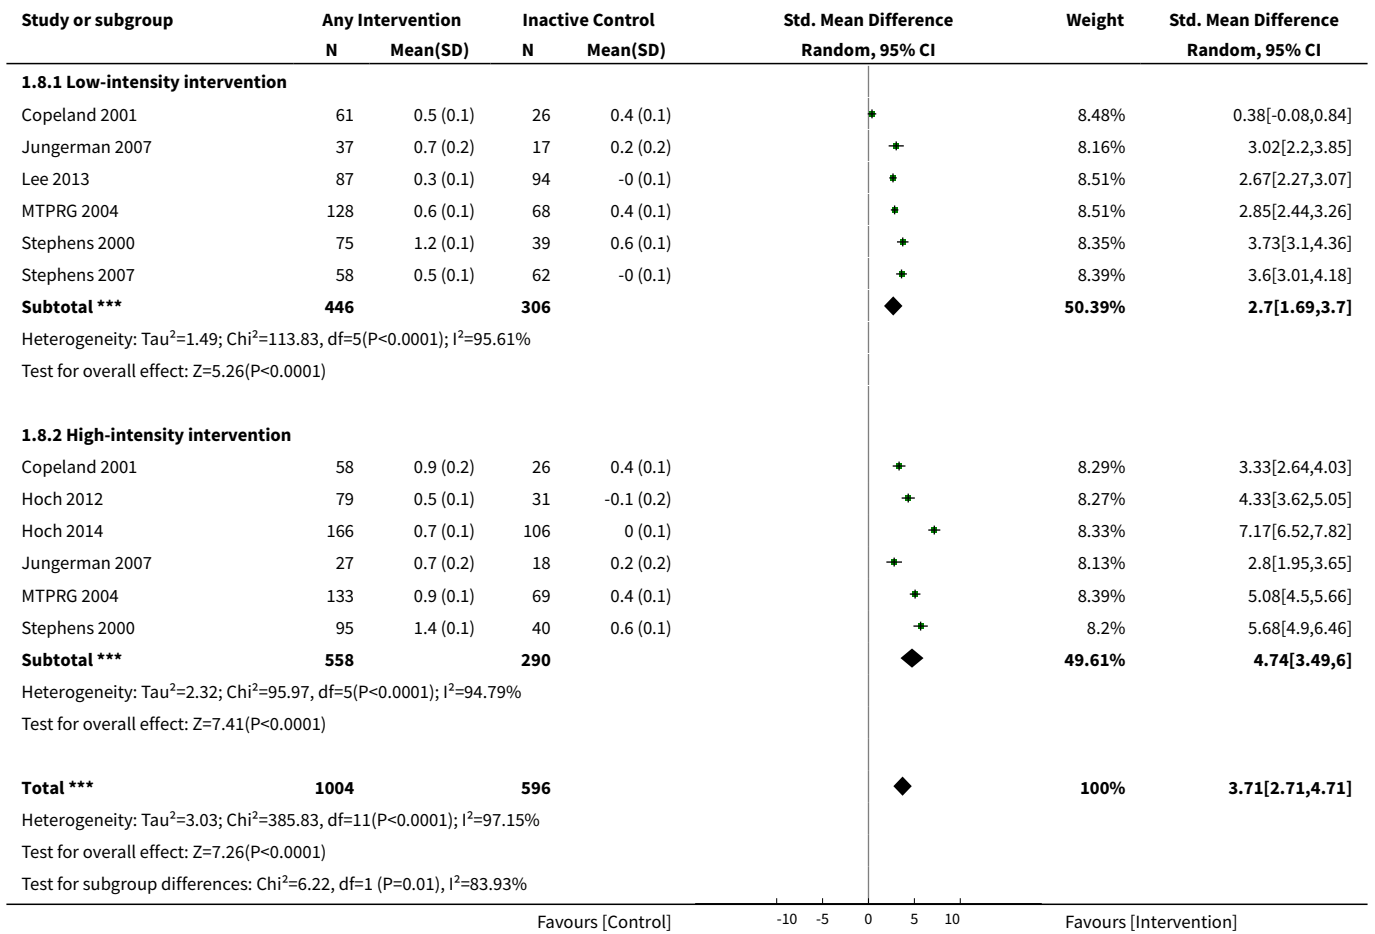 Study or subgroup Any Intervention Inactive Control Std. Mean Difference Weight Std. Mean Difference
N Mean(SD) N Mean(SD) Random, 95% CI Random, 95% CI
1.8.1 Low-intensity intervention
Copeland 2001 61 0.5 (0.1) 26 0.4 (0.1) 8.48% 0.38[-0.08,0.84]
Jungerman 2007 37 0.7 (0.2) 17 0.2 (0.2) 8.16% 3.02[2.2,3.85]
Lee 2013 87 0.3 (0.1) 94 -0 (0.1) 8.51% 2.67[2.27,3.07]
MTPRG 2004 128 0.6 (0.1) 68 0.4 (0.1) 8.51% 2.85[2.44,3.26]
Stephens 2000 75 1.2 (0.1) 39 0.6 (0.1) 8.35% 3.73[3.1,4.36]
Stephens 2007 58 0.5 (0.1) 62 -0 (0.1) 8.39% 3.6[3.01,4.18]
Subtotal *** 446 306 50.39% 2.7[1.69,3.7]
Heterogeneity: Tau²=1.49; Chi²=113.83, df=5(P<0.0001); I²=95.61%
Test for overall effect: Z=5.26(P<0.0001)
1.8.2 High-intensity intervention
Copeland 2001 58 0.9 (0.2) 26 0.4 (0.1) 8.29% 3.33[2.64,4.03]
Hoch 2012 79 0.5 (0.1) 31 -0.1 (0.2) 8.27% 4.33[3.62,5.05]
Hoch 2014 166 0.7 (0.1) 106 0 (0.1) 8.33% 7.17[6.52,7.82]
Jungerman 2007 27 0.7 (0.2) 18 0.2 (0.2) 8.13% 2.8[1.95,3.65]
MTPRG 2004 133 0.9 (0.1) 69 0.4 (0.1) 8.39% 5.08[4.5,5.66]
Stephens 2000 95 1.4 (0.1) 40 0.6 (0.1) 8.2% 5.68[4.9,6.46]
Subtotal *** 558 290 49.61% 4.74[3.49,6]
Heterogeneity: Tau²=2.32; Chi²=95.97, df=5(P<0.0001); I²=94.79%
Test for overall effect: Z=7.41(P<0.0001)
Total *** 1004 596 100% 3.71[2.71,4.71]
Heterogeneity: Tau²=3.03; Chi²=385.83, df=11(P<0.0001); I²=97.15%
Test for overall effect: Z=7.26(P<0.0001)
Test for subgroup differences: Chi²=6.22, df=1 (P=0.01), I²=83.93%
Favours [Control] -10 -5 0 5 10 Favours [Intervention]